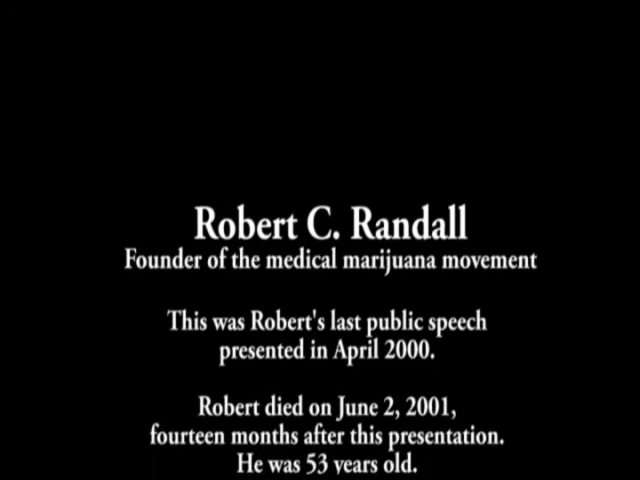 Robert C. Randall
Founder of the medical marijuana movement
This was Robert's last public speech
presented in April 2000.
Robert died on June 2, 2001,
fourteen months after this presentation.
He was 53 years old.